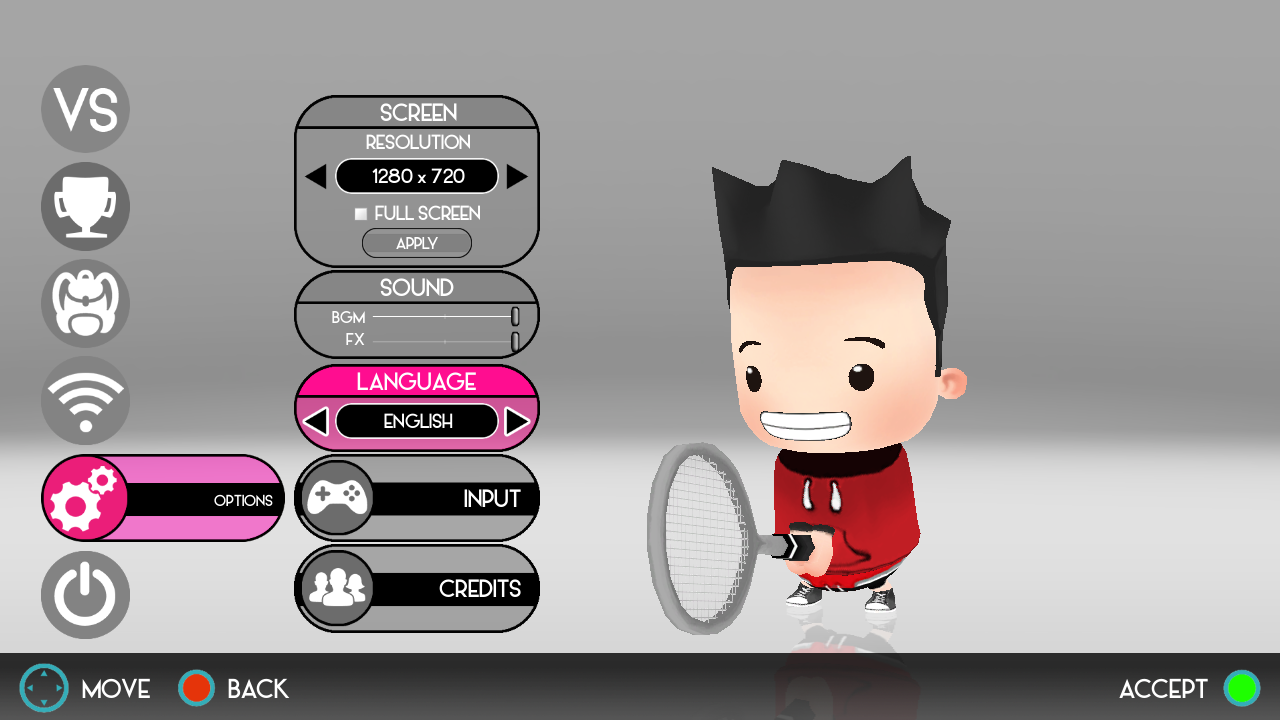 VS
SCREEN
RESOLUTION
1280 x 720
FULL SCREEN
APPLY
SOUND
BGM
FX
LANGUAGE
ENGLISH
OPTIONS
INPUT
CREDITS
MOVE
BACK
ACCEPT